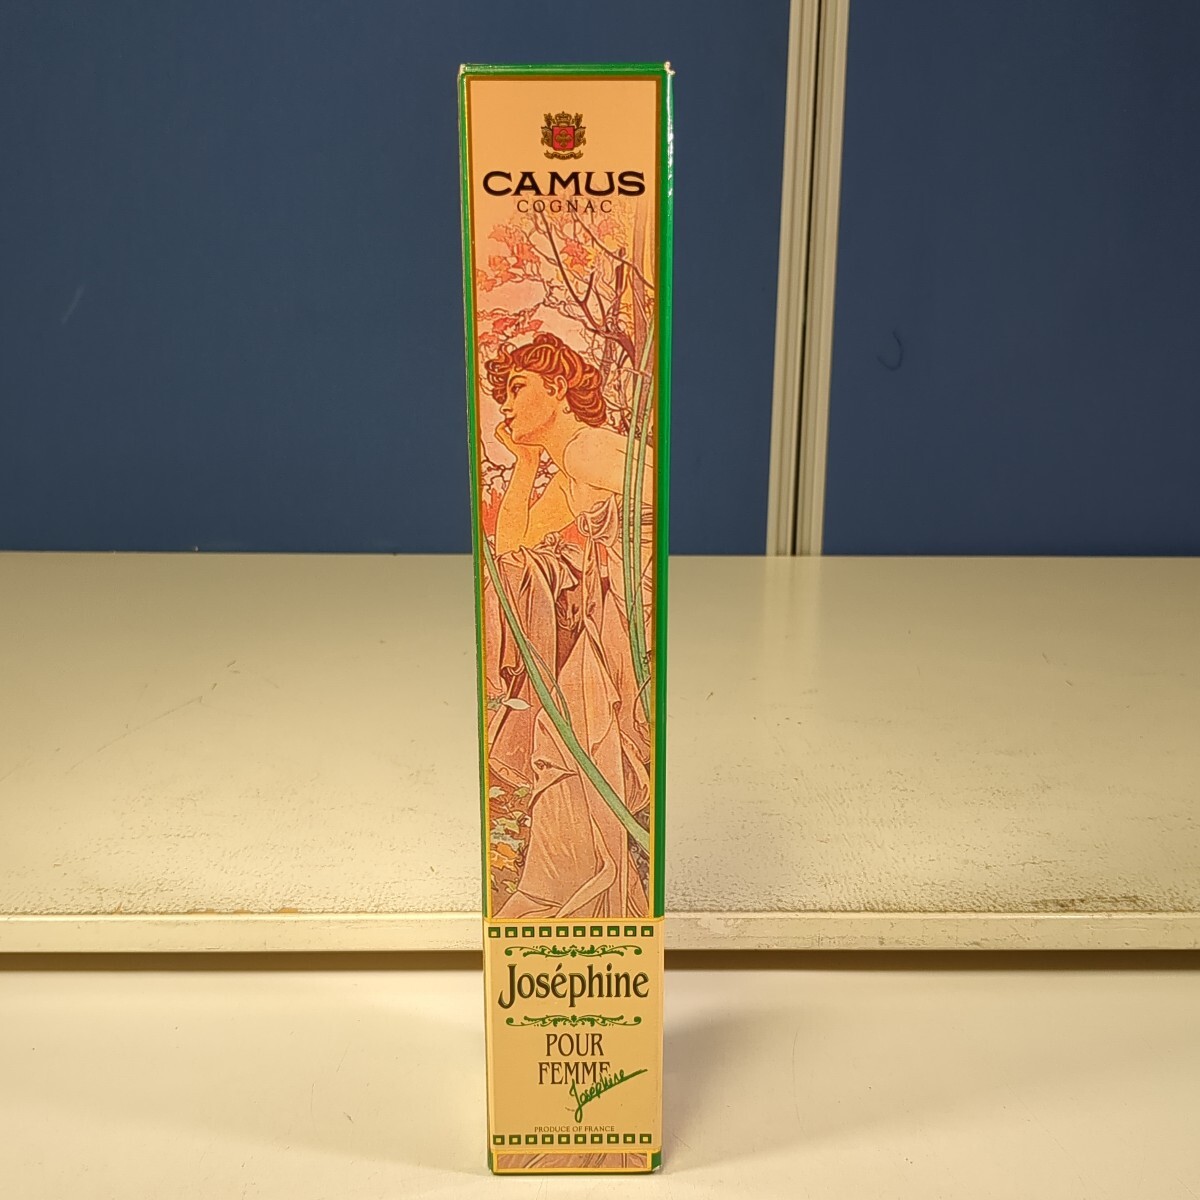 CAMUS
COGNAC
Joséphine
POUR
FEMME
Joséphine
PRODUCE OF FRANCE